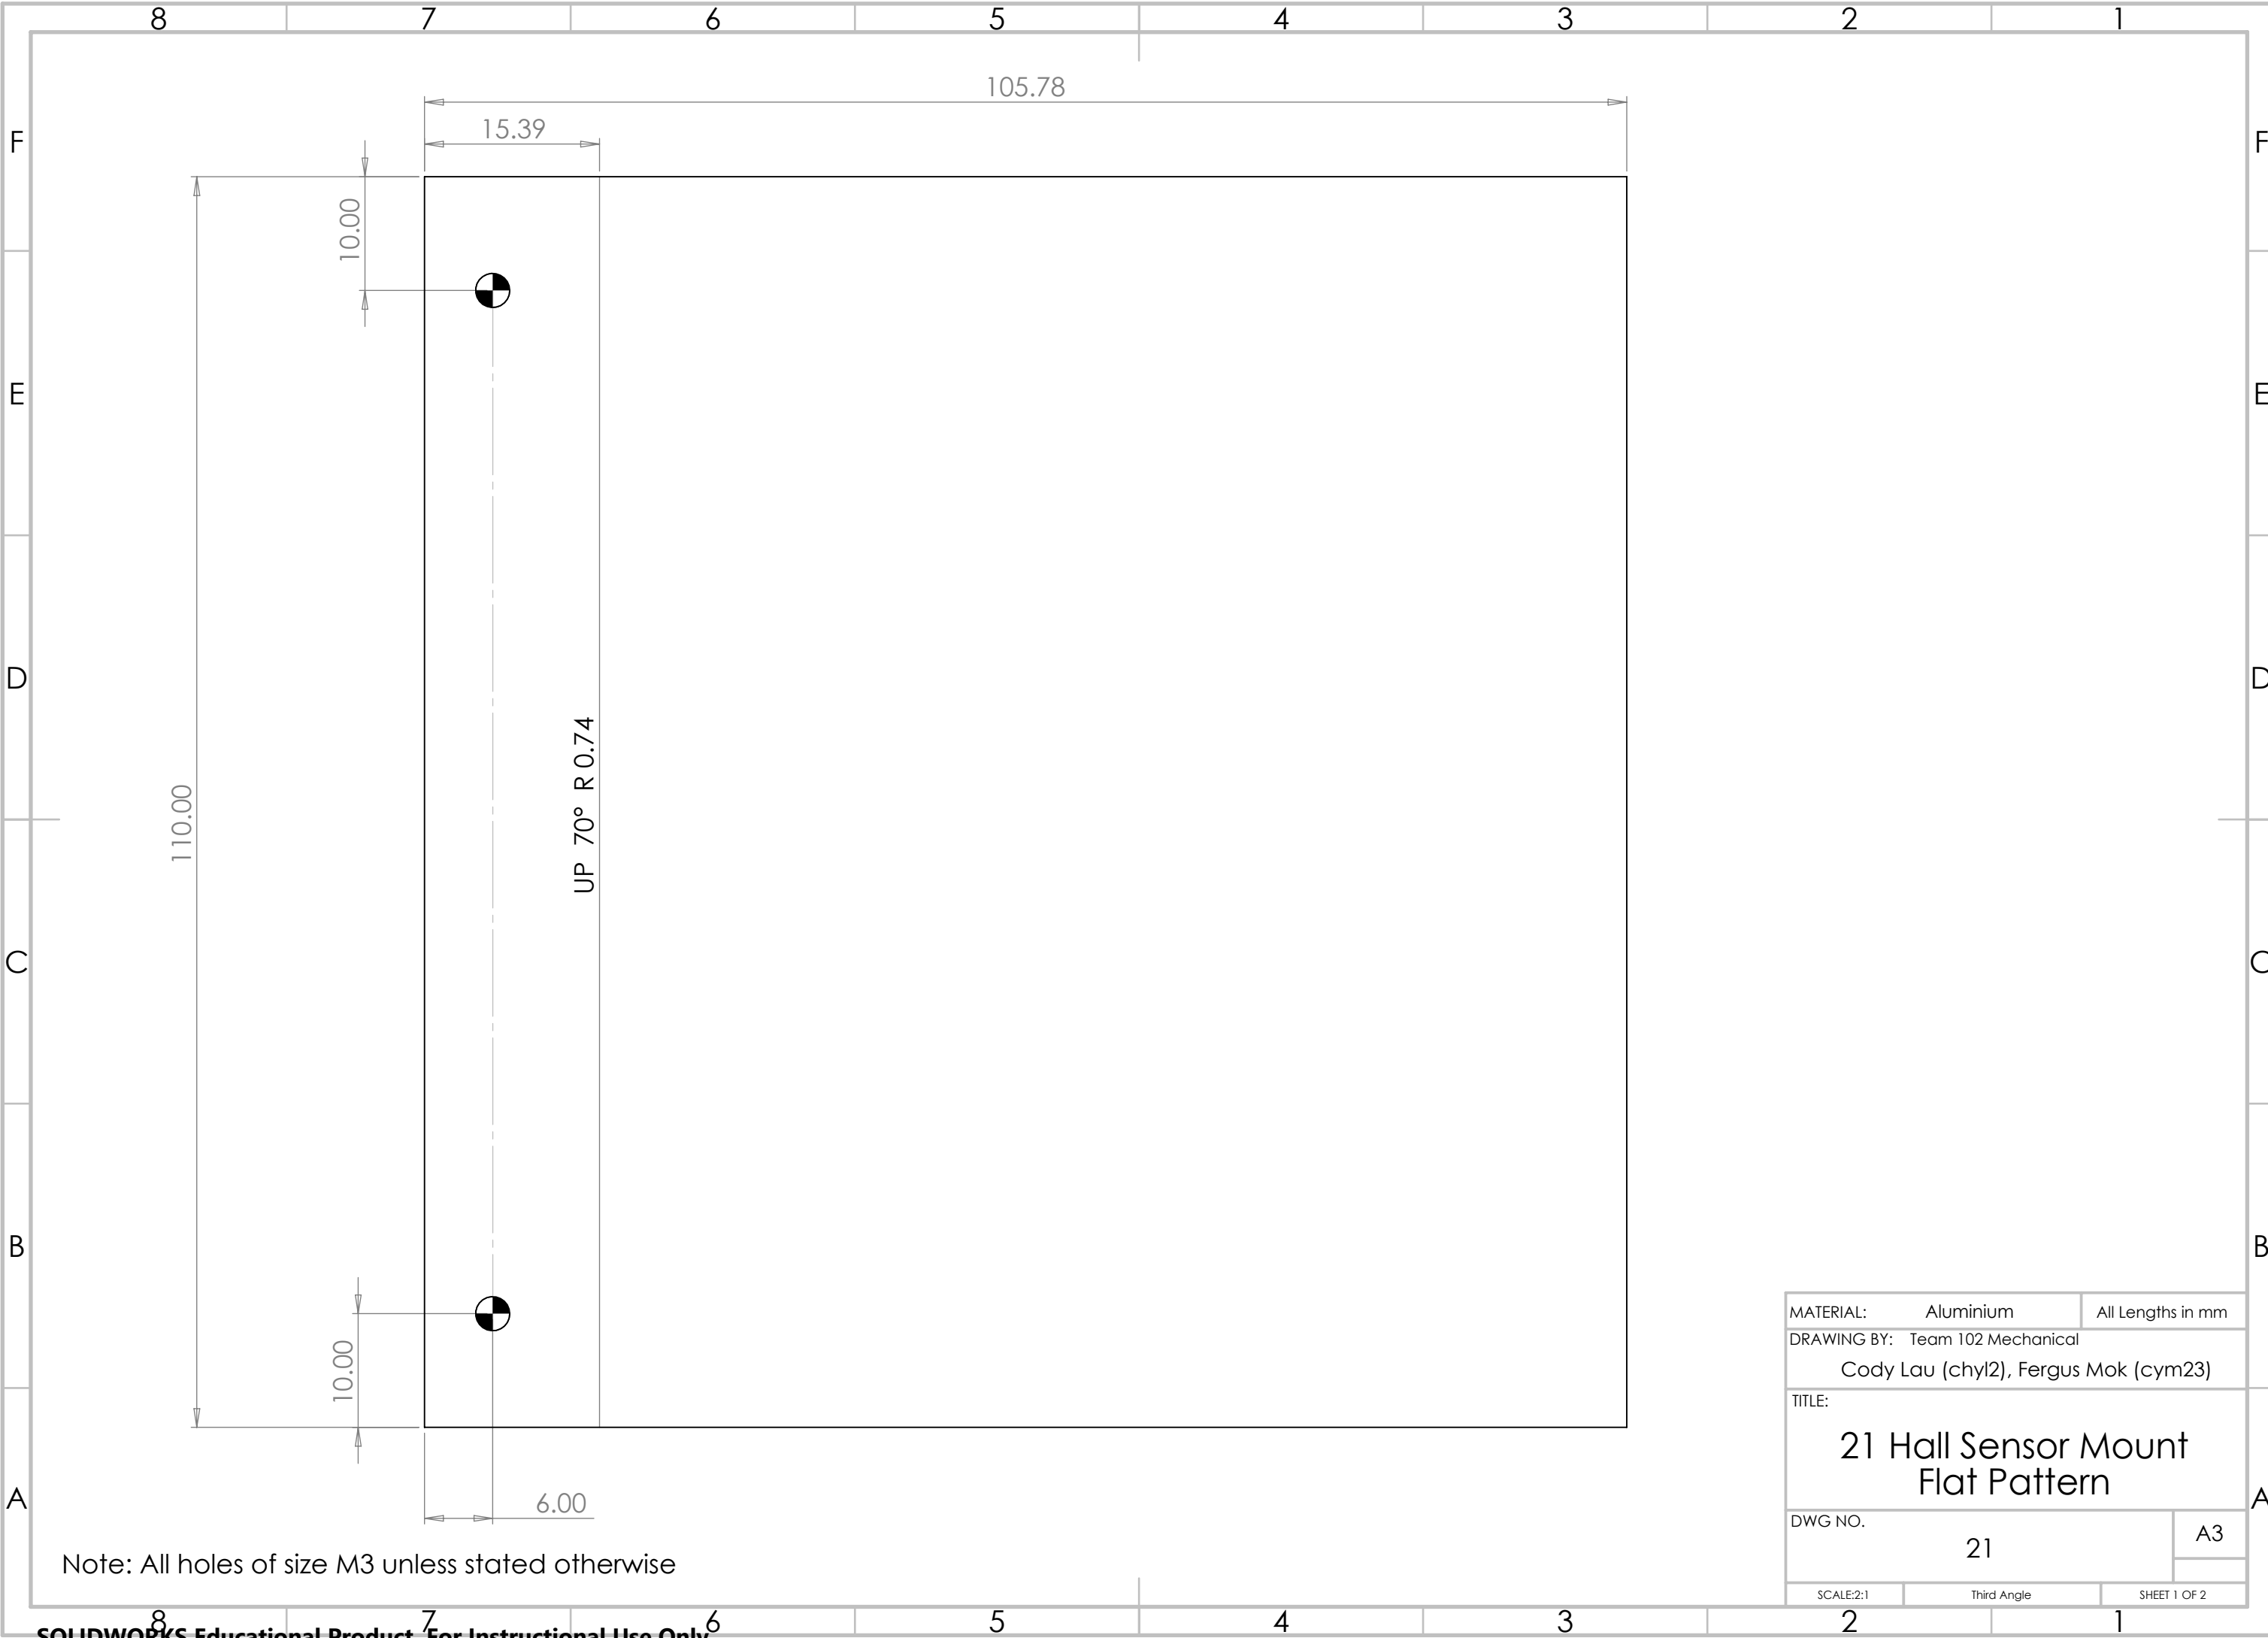 8 7 6 5 4 3 2 1
105.78
15.39
F F
10.00
E E
D D
UP 70° R 0.74
110.00
C C
B B
10.00
MATERIAL: Aluminium All Lengths in mm
DRAWING BY: Team 102 Mechanical
Cody Lau (chyl2), Fergus Mok (cym23)
TITLE:
21 Hall Sensor Mount
Flat Pattern
A A
6.00
DWG NO.
21
A3
Note: All holes of size M3 unless stated otherwise
SCALE:2:1 Third Angle SHEET 1 OF 2
8 7 6 5 4 3 2 1
SOLIDWORKS Educational Product. For Instructional Use Only.